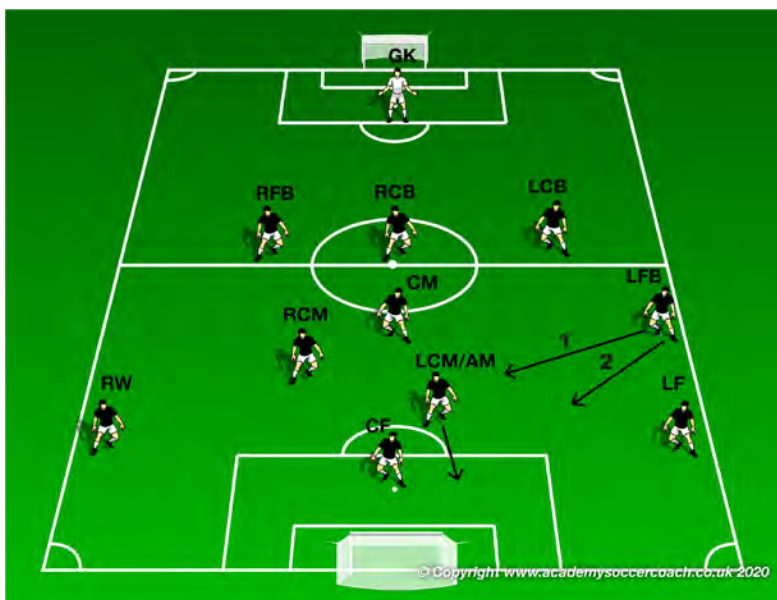 GK
RFB
RCB
LCB
CM
LFB
RCM
1
LCM/AM
2
RW
LF
CF
© Copyright www.academysoccercoach.co.uk 2020